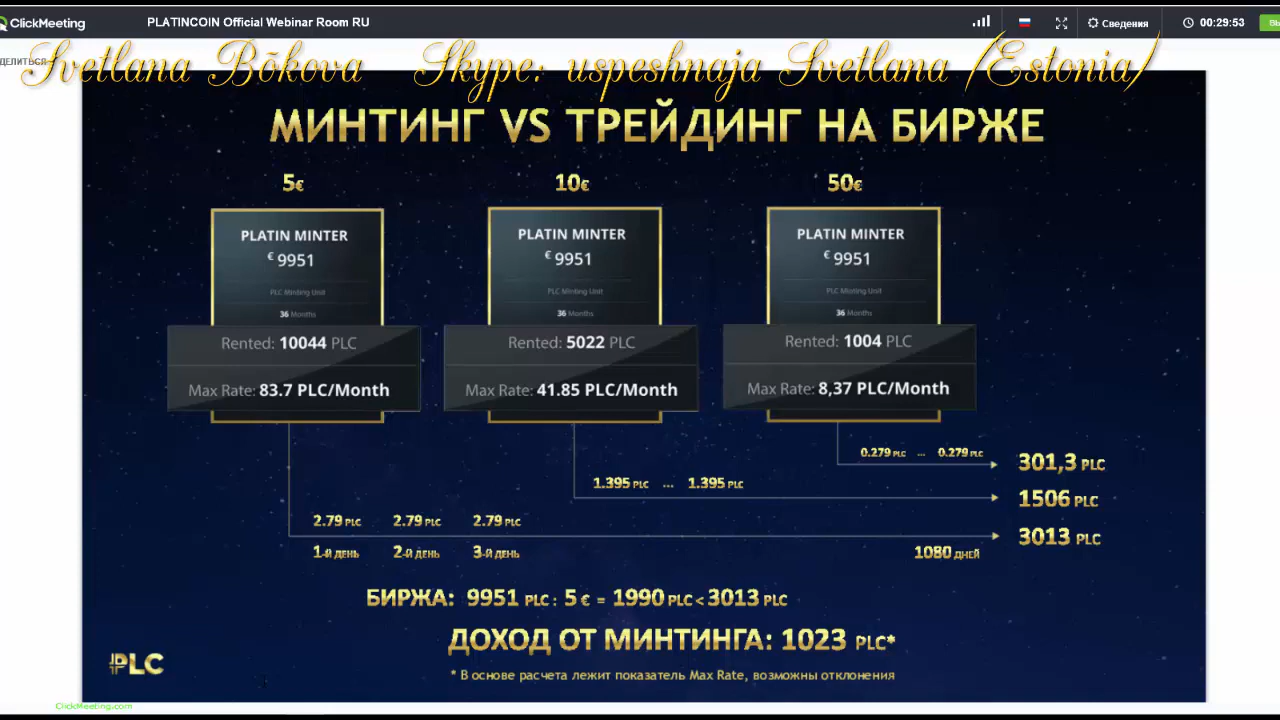 ClickMeeting
PLATINCOIN Official Webinar Room RU
Сведения
00:29:53
ДЕЛИТЬСЯ
Svetlana Bõkova Skype: uspeshnaja Svetlana (Estonia)
МИНТИНГ VS ТРЕЙДИНГ НА БИРЖЕ
5€ 10€ 50€
PLATIN MINTER PLATIN MINTER PLATIN MINTER
€ 9951 € 9951 € 9951
PLC Minting Unit PLC Minting Unit PLC Minting Unit
36 Months 36 Months 36 Months
Rented: 10044 PLC Rented: 5022 PLC Rented: 1004 PLC
Max Rate: 83.7 PLC/Month Max Rate: 41.85 PLC/Month Max Rate: 8,37 PLC/Month
0.279 PLC ... 0.279 PLC 301,3 PLC
1.395 PLC ... 1.395 PLC 1506 PLC
2.79 PLC 2.79 PLC 2.79 PLC 3013 PLC
1-й ДЕНЬ 2-й ДЕНЬ 3-й ДЕНЬ 1080 ДНЕЙ
БИРЖА: 9951 PLC : 5 € = 1990 PLC < 3013 PLC
ДОХОД ОТ МИНТИНГА: 1023 PLC*
PLC
* В основе расчета лежит показатель Max Rate, возможны отклонения
ClickMeeting.com